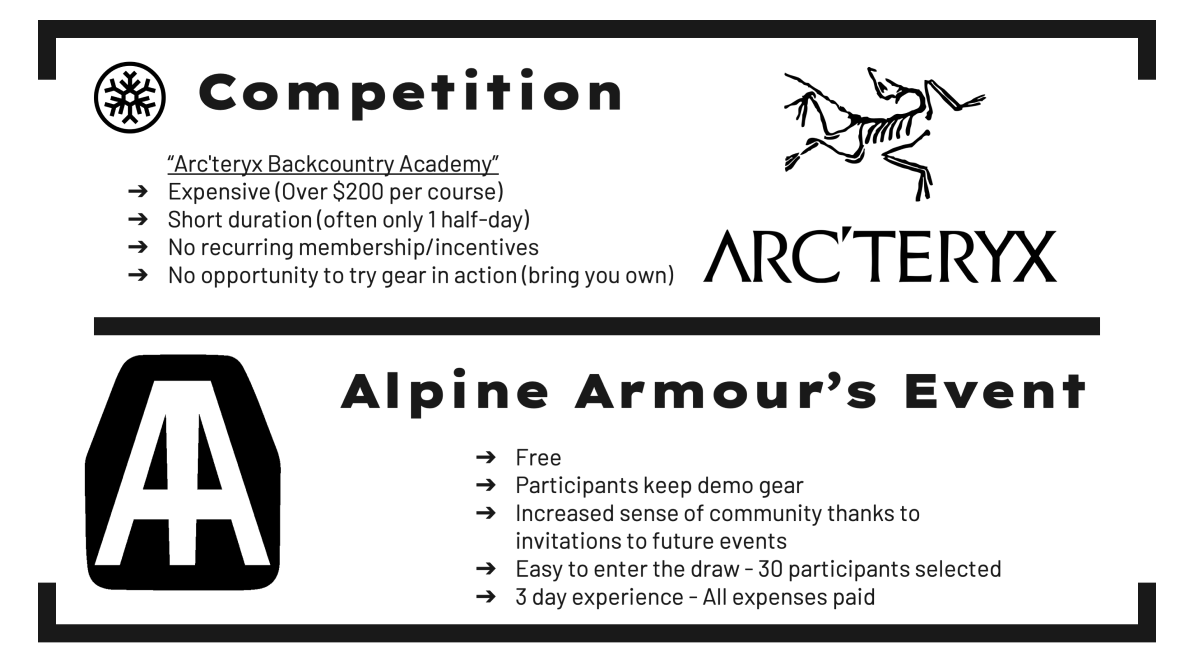 Competition
“Arc'teryx Backcountry Academy”
➔ Expensive (Over $200 per course)
➔ Short duration (often only 1 half-day)
➔ No recurring membership/incentives
➔ No opportunity to try gear in action (bring you own)
ARC'TERYX
Alpine Armour’s Event
➔ Free
➔ Participants keep demo gear
➔ Increased sense of community thanks to
invitations to future events
➔ Easy to enter the draw - 30 participants selected
➔ 3 day experience - All expenses paid